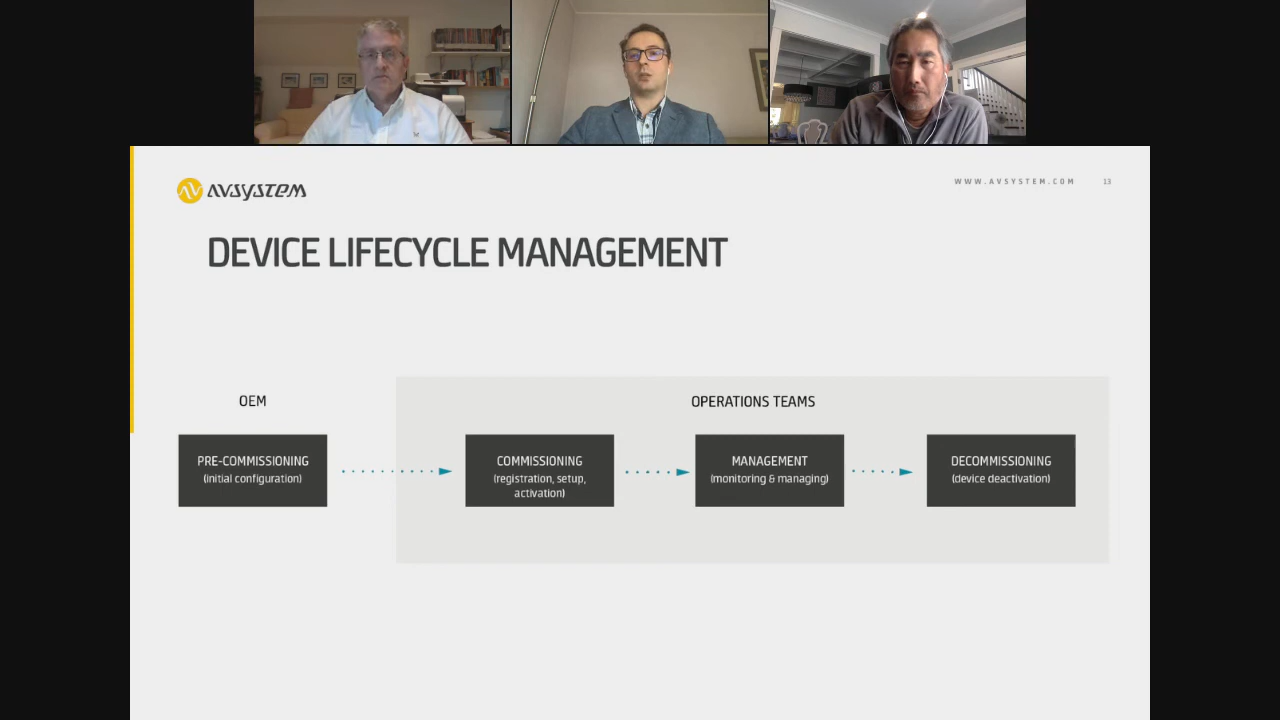 AVSYSTEM
WWW.AVSYSTEM.COM 13
DEVICE LIFECYCLE MANAGEMENT
OEM
OPERATIONS TEAMS
PRE-COMMISSIONING
(initial configuration)
COMMISSIONING
(registration, setup,
activation)
MANAGEMENT
(monitoring & managing)
DECOMMISSIONING
(device deactivation)